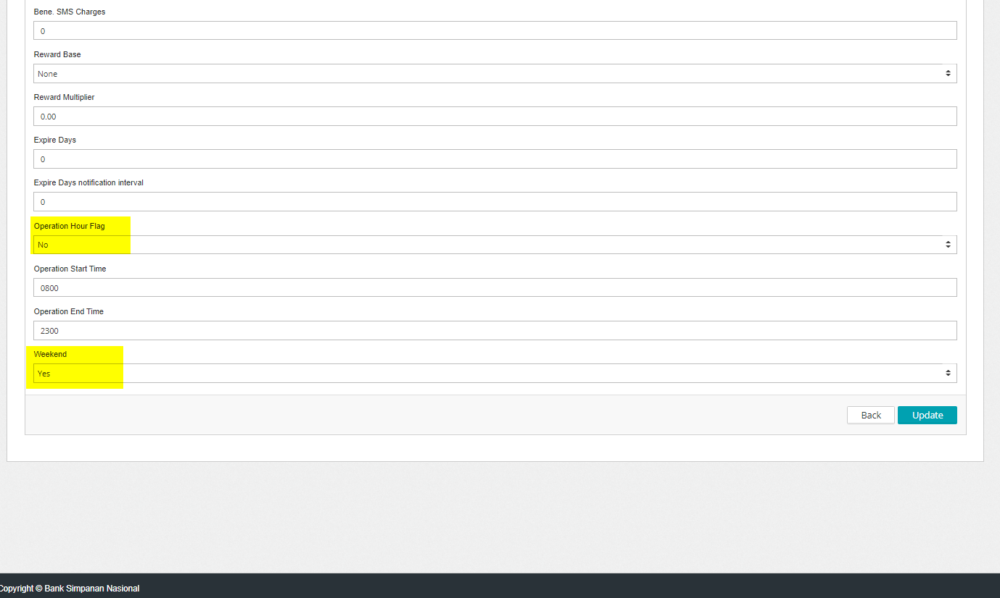 Bene. SMS Charges
0
Reward Base
None
Reward Multiplier
0.00
Expire Days
0
Expire Days notification interval
0
Operation Hour Flag
No
Operation Start Time
0800
Operation End Time
2300
Weekend
Yes
Back Update
Copyright © Bank Simpanan Nasional